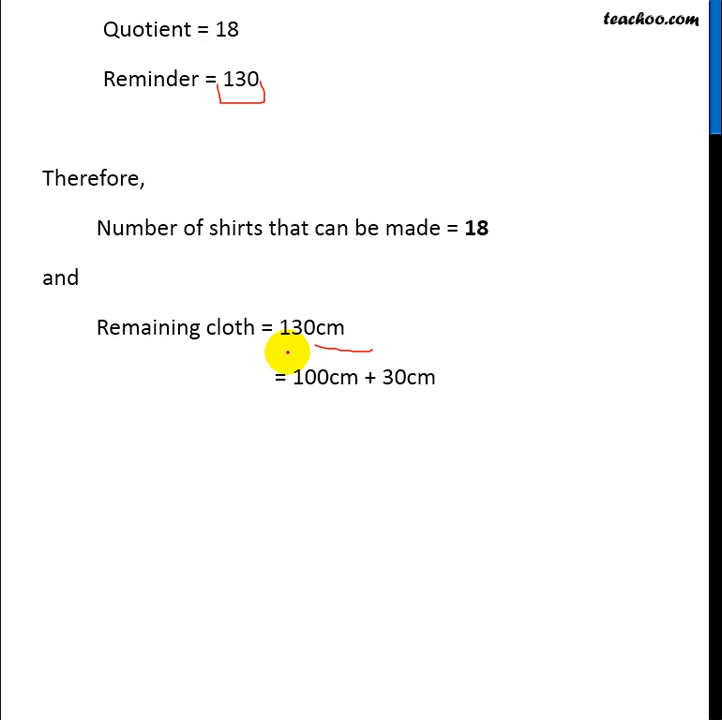 teachoo.com
Quotient = 18
Reminder = 130
Therefore,
Number of shirts that can be made = 18
and
Remaining cloth = 130cm
= 100cm + 30cm